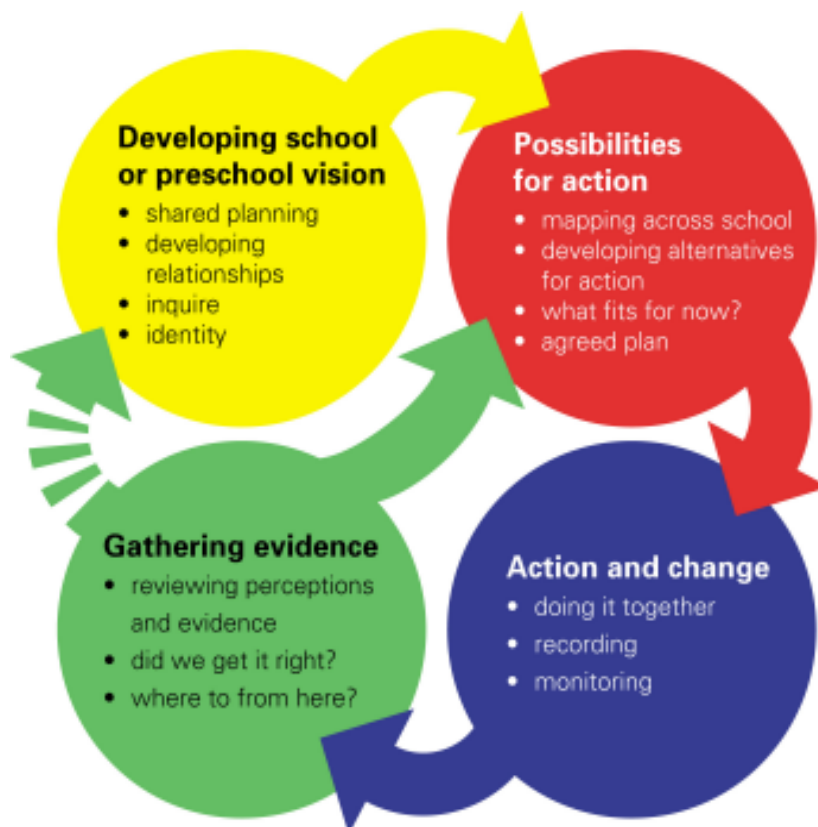 Developing school
or preschool vision
• shared planning
• developing
relationships
• inquire
• identity
Possibilities
for action
• mapping across school
• developing alternatives
for action
• what fits for now?
• agreed plan
Gathering evidence
• reviewing perceptions
and evidence
• did we get it right?
• where to from here?
Action and change
• doing it together
• recording
• monitoring